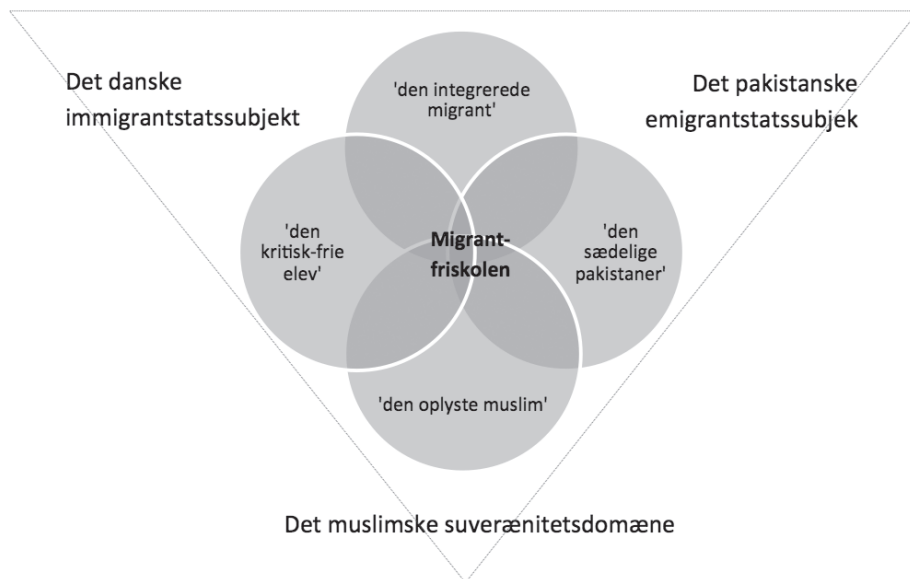 Det danske
immigrantstatssubjekt
Det pakistanske
emigrantstatssubjek
'den integrerede
migrant'
'den
kritisk-frie
elev'
Migrant-
friskolen
'den
sædelige
pakistaner'
'den oplyste muslim'
Det muslimske suverænitetsdomæne